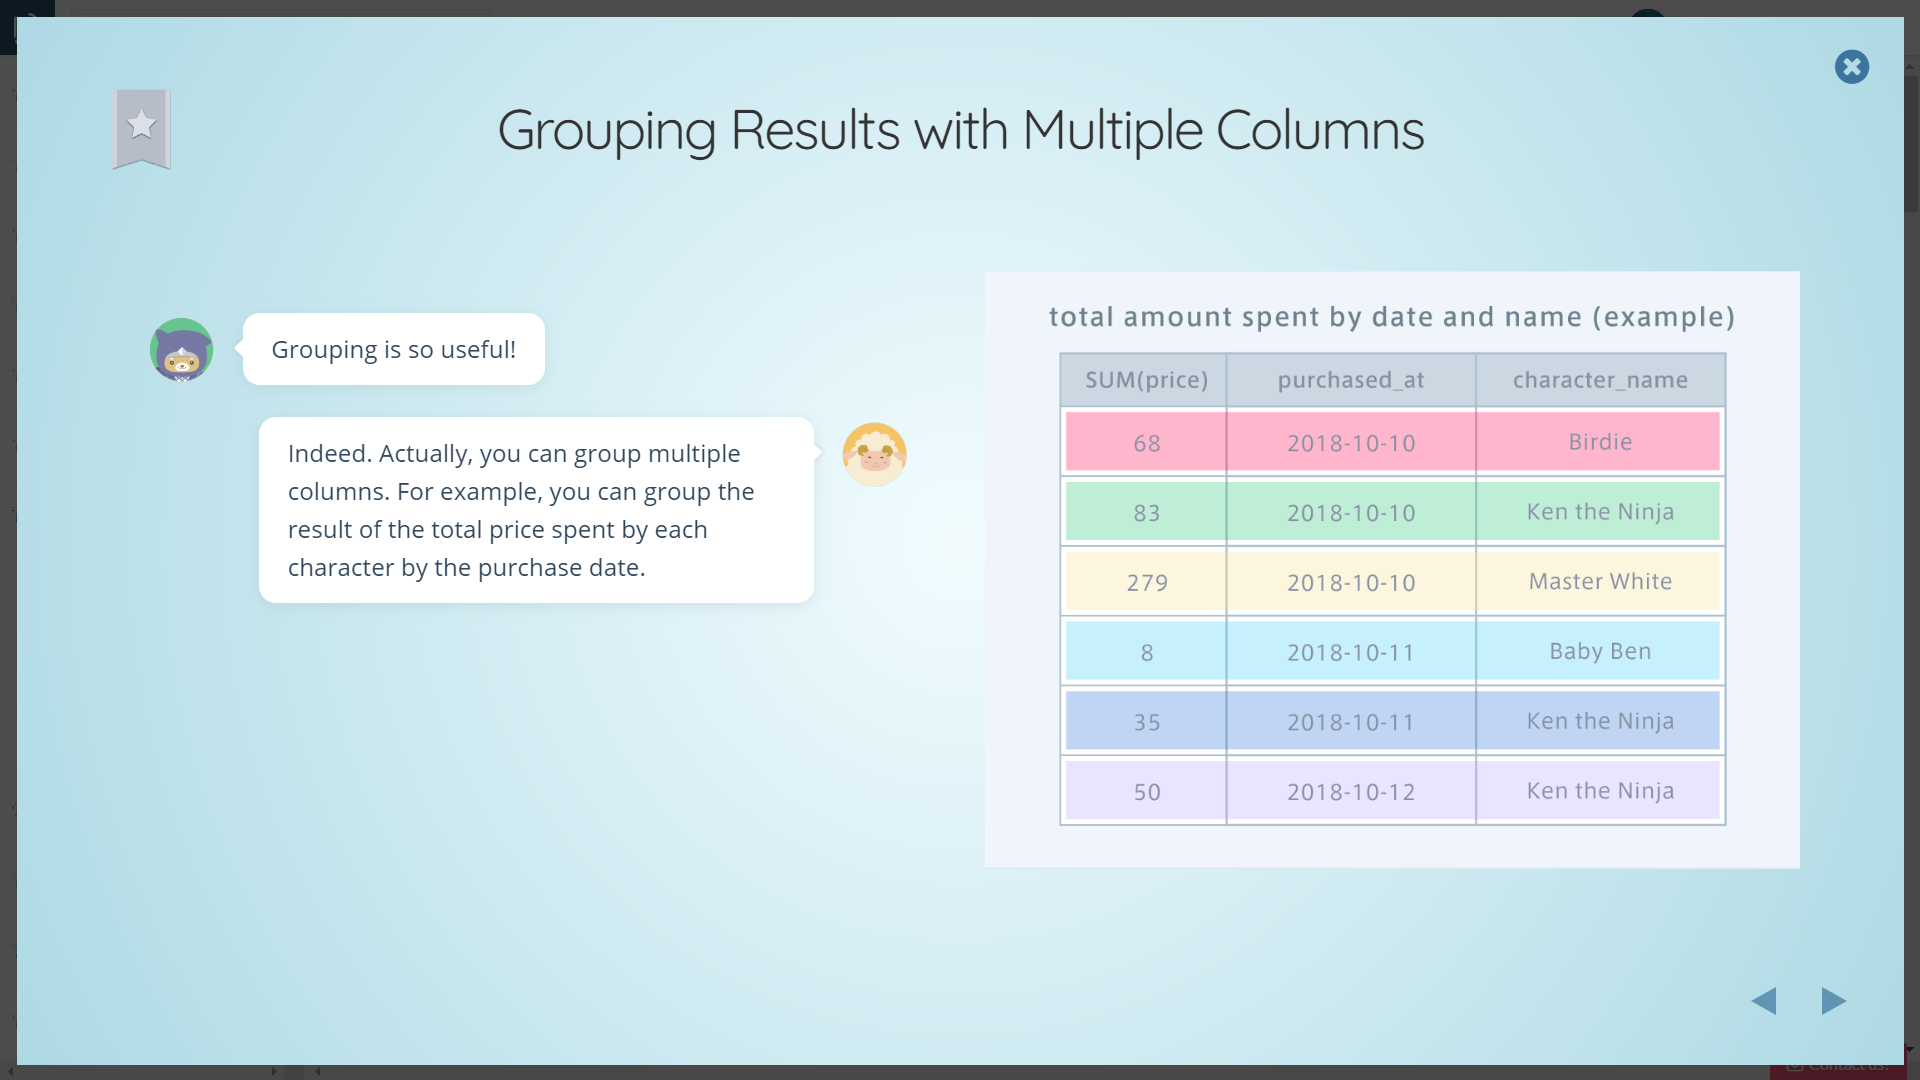 Grouping Results with Multiple Columns
Grouping is so useful!
Indeed. Actually, you can group multiple
columns. For example, you can group the
result of the total price spent by each
character by the purchase date.
total amount spent by date and name (example)
SUM(price) purchased_at character_name
68 2018-10-10 Birdie
83 2018-10-10 Ken the Ninja
279 2018-10-10 Master White
8 2018-10-11 Baby Ben
35 2018-10-11 Ken the Ninja
50 2018-10-12 Ken the Ninja
Contact us!